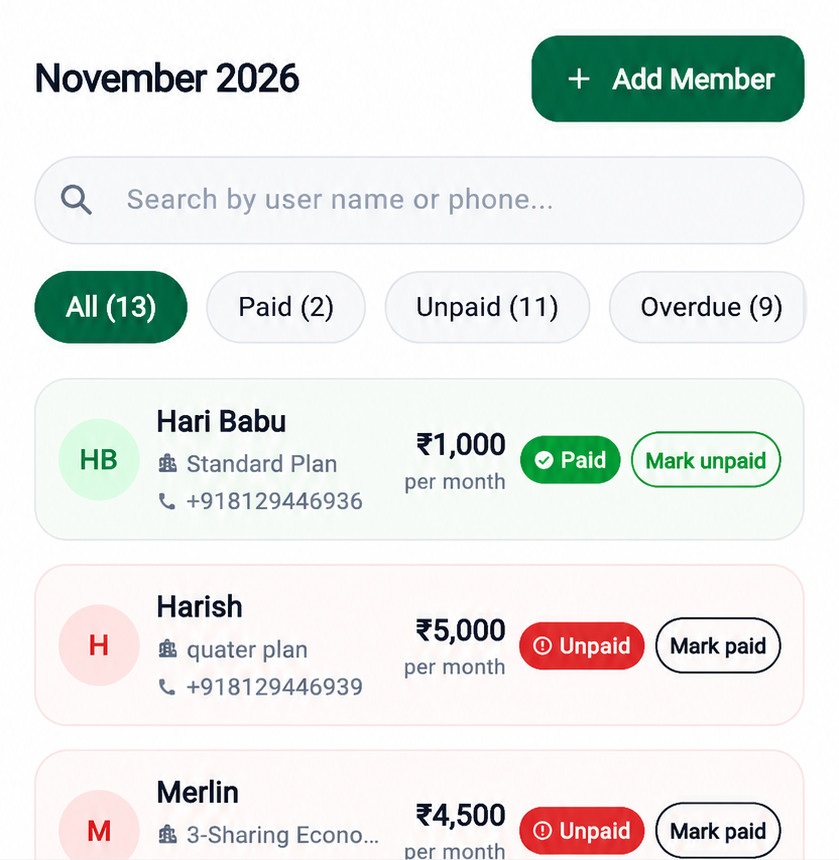 November 2026
+ Add Member
Search by user name or phone...
All (13) Paid (2) Unpaid (11) Overdue (9)
HB
Hari Babu
Standard Plan
+918129446936
₹1,000
per month
Paid
Mark unpaid
H
Harish
quater plan
+918129446939
₹5,000
per month
Unpaid
Mark paid
M
Merlin
3-Sharing Econo...
₹4,500
per month
Unpaid
Mark paid